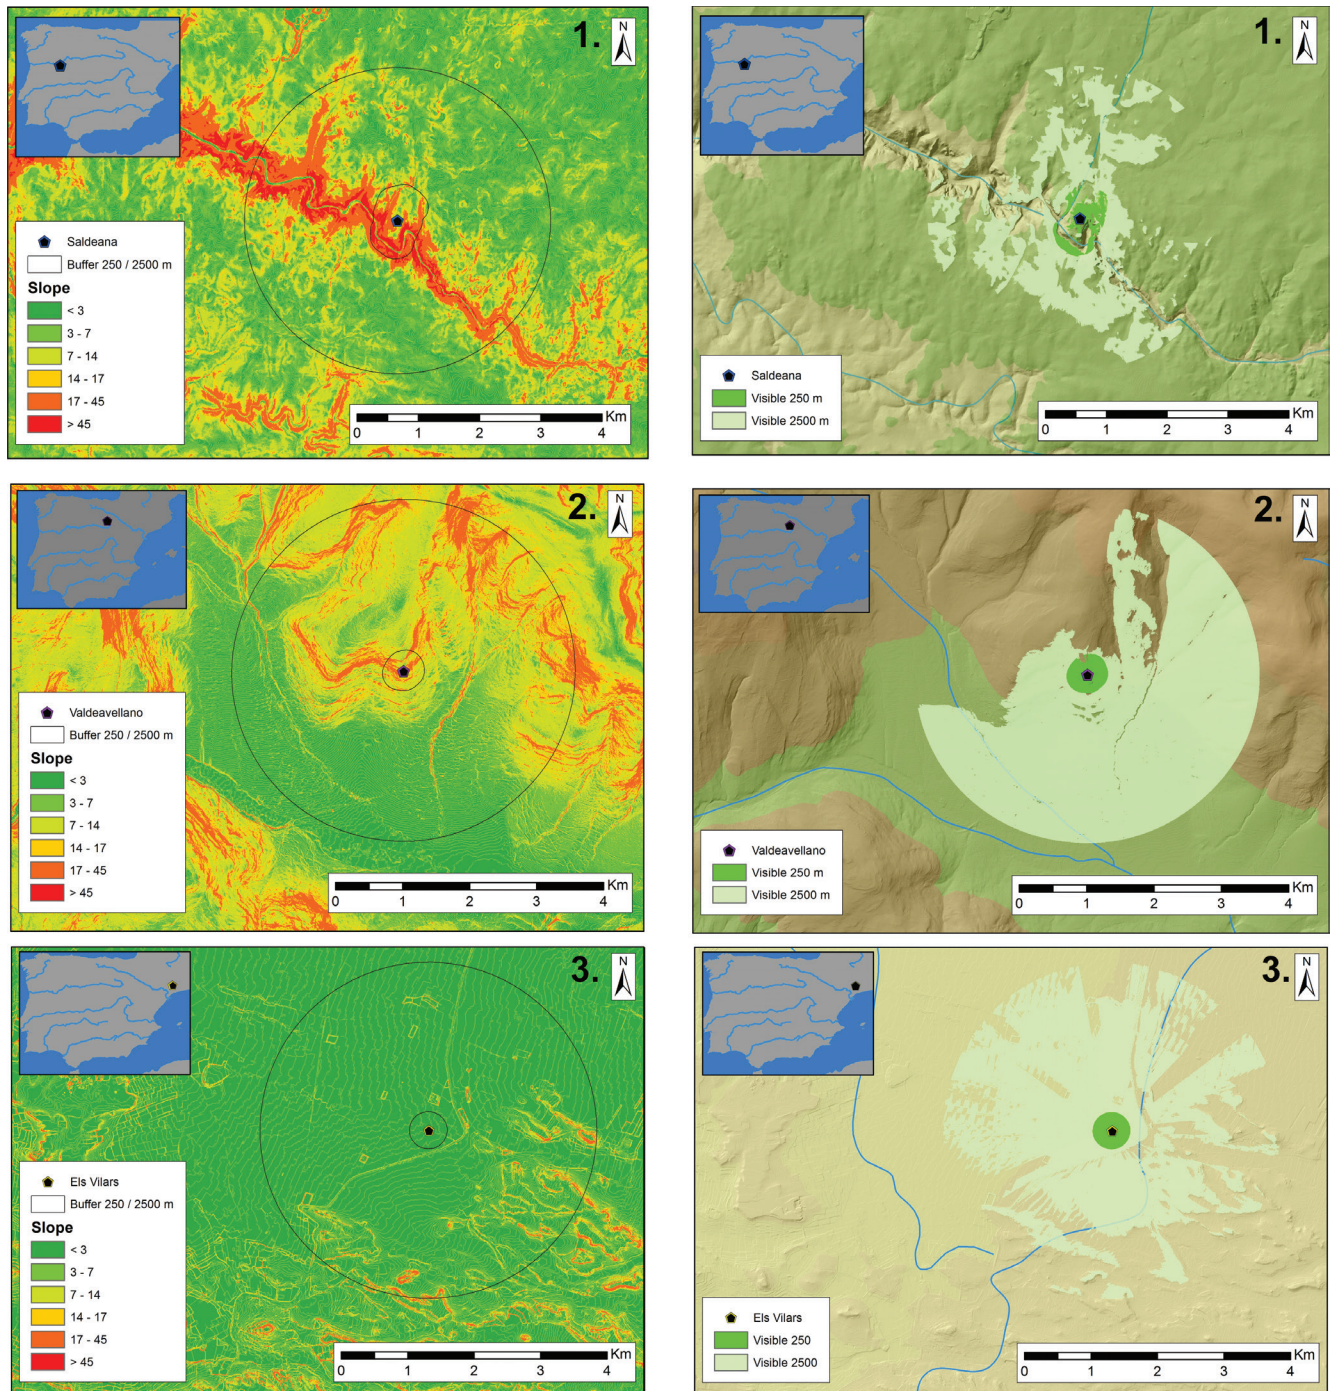 1.
N
Saldeana
Buffer 250 / 2500 m
Slope
< 3
3 - 7
7 - 14
14 - 17
17 - 45
> 45
Km
0 1 2 3 4
1.
N
Saldeana
Visible 250 m
Visible 2500 m
Km
0 1 2 3 4
2.
N
Valdeavellano
Buffer 250 / 2500 m
Slope
< 3
3 - 7
7 - 14
14 - 17
17 - 45
> 45
Km
0 1 2 3 4
2.
N
Valdeavellano
Visible 250 m
Visible 2500 m
Km
0 1 2 3 4
3.
N
Els Vilars
Buffer 250 / 2500 m
Slope
< 3
3 - 7
7 - 14
14 - 17
17 - 45
> 45
Km
0 1 2 3 4
3.
N
Els Vilars
Visible 250
Visible 2500
Km
0 1 2 3 4